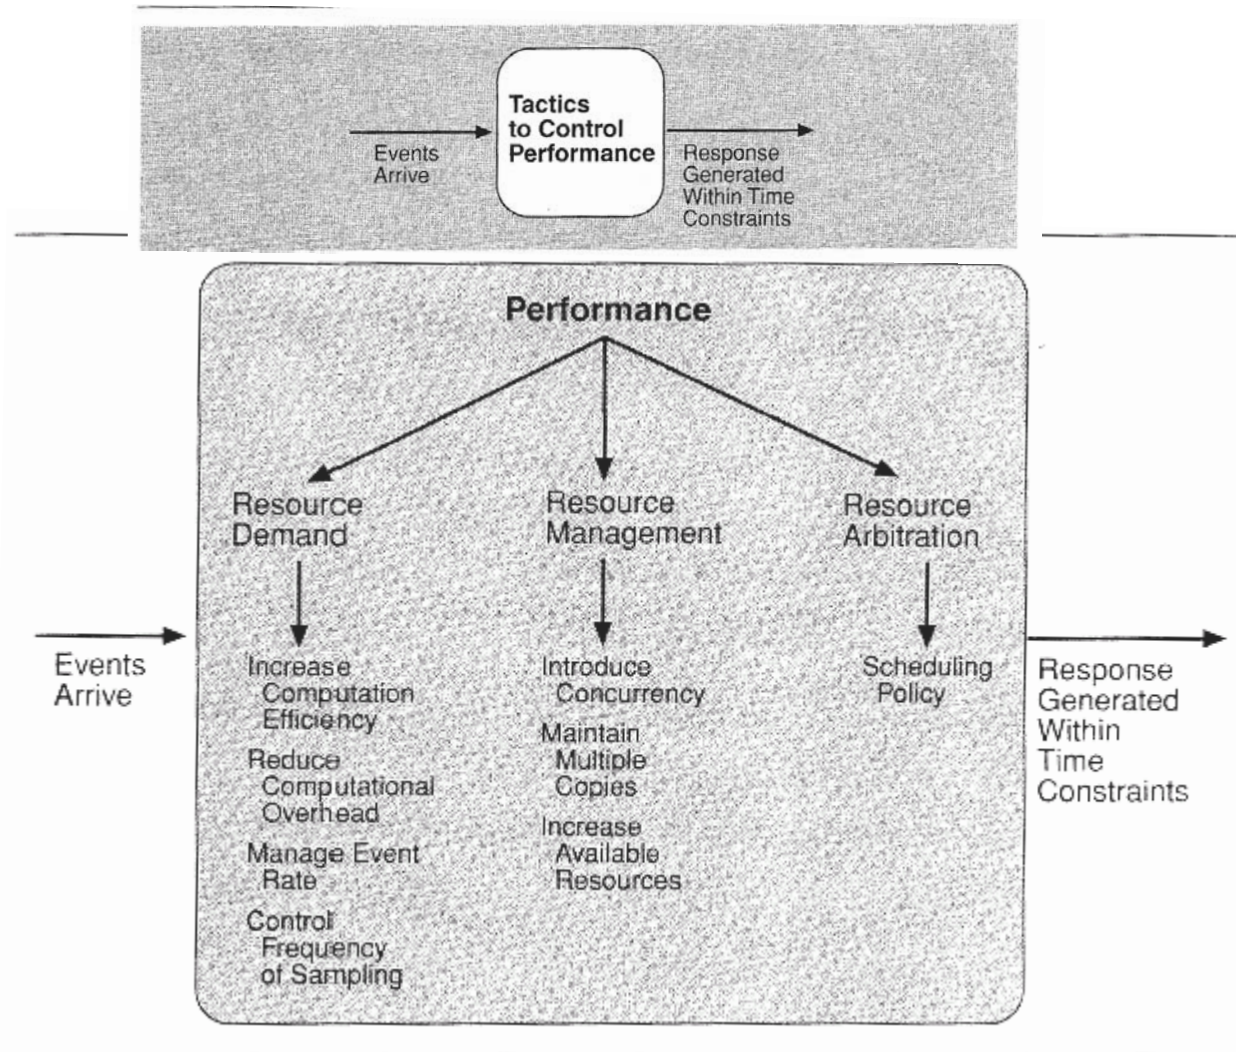 Tactics
to Control
Performance
Events
Arrive
Response
Generated
Within Time
Constraints
Performance
Resource
Demand
Resource
Management
Resource
Arbitration
Events
Arrive
Increase
Computation
Efficiency
Reduce
Computational
Overhead
Manage Event
Rate
Control
Frequency
of Sampling
Introduce
Concurrency
Maintain
Multiple
Copies
Increase
Available
Resources
Scheduling
Policy
Response
Generated
Within
Time
Constraints